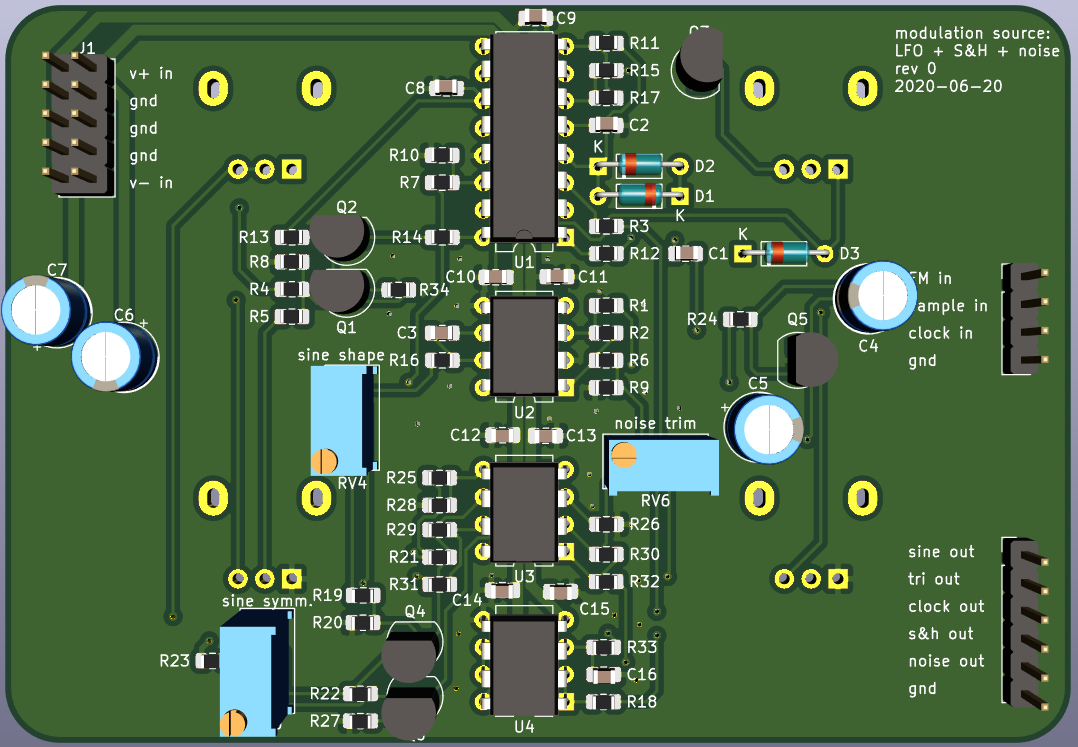 C9
J1
modulation source:
LFO + S&H + noise
rev 0
2020-06-20
R11
v+ in
R15
C8
R17
gnd
C2
gnd
K
R10
gnd
D2
R7
v- in
D1
K
Q2
R3
K
R13
R14
R12
C1
D3
R8
U1
C7
C10
C11
R4
R34
R5
Q1
R1
C6
+
R24
Q5
C3
R2
clock in
+
C4
sine shape
R16
R6
gnd
R9
C5
U2
+
noise trim
C12
C13
R25
RV4
RV6
R28
R29
R26
sine out
R21
R30
tri out
R31
U3
R32
C14
C15
clock out
sine symm.
R19
Q4
R20
s&h out
R23
R33
noise out
C16
R22
R18
gnd
R27
U4